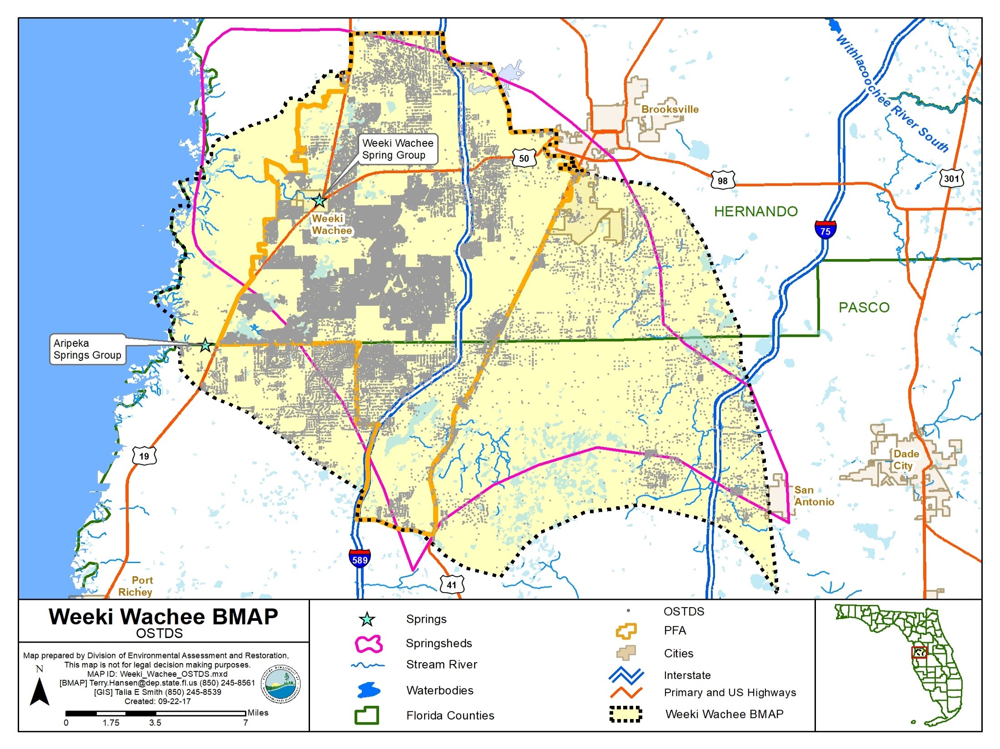 Withlacoochee River South
Brooksville
Weeki Wachee
Spring Group
50
98
301
HERNANDO
Weeki
Wachee
75
PASCO
Aripeka
Springs Group
19
Dade
City
San
Antonio
589
41
Port
Richey
Weeki Wachee BMAP
OSTDS
Map prepared by Division of Environmental Assessment and Restoration,
This map is not for legal decision making purposes.
MAP ID: Weeki_Wachee_OSTDS.mxd
[BMAP] Terry.Hansen@dep.state.fl.us (850) 245-8561
[GIS] Talia E Smith (850) 245-8539
Created: 09-22-17
N
Miles
0 1.75 3.5 7
Springs
Springsheds
Stream River
Waterbodies
Florida Counties
OSTDS
PFA
Cities
Interstate
Primary and US Highways
Weeki Wachee BMAP